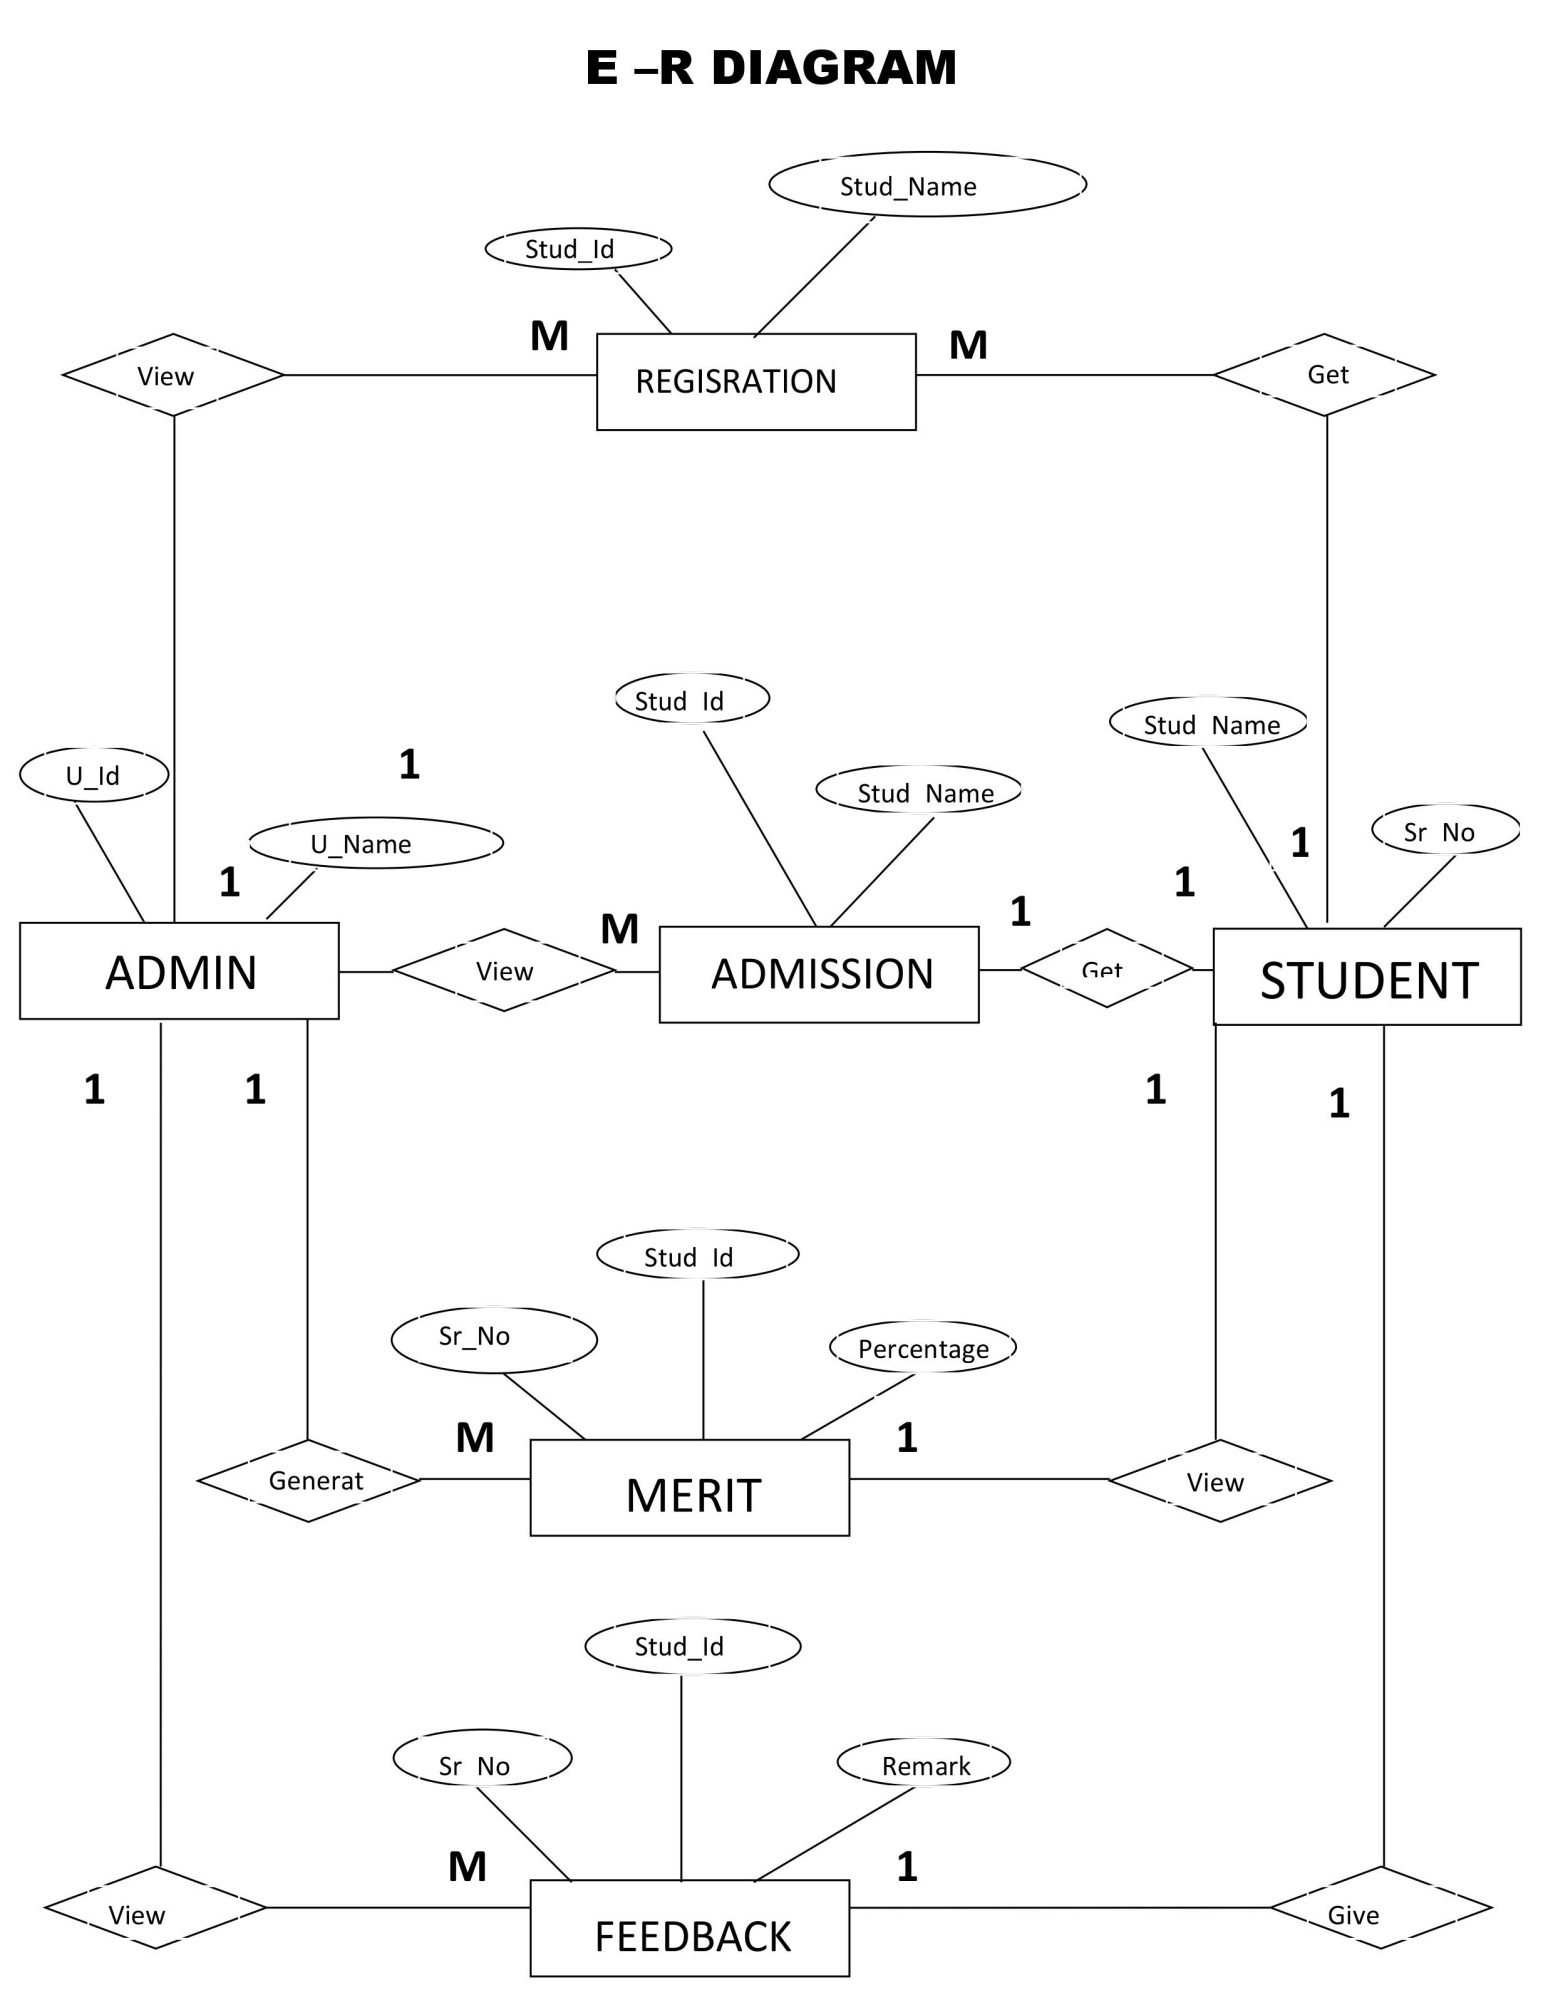 E –R DIAGRAM
Stud_Name
Stud_Id
M
M
View
REGISRATION
Get
Stud Id
Stud Name
U_Id
1
Stud Name
U_Name
1
Sr No
1
1
1
M
ADMIN
View
ADMISSION
Get
STUDENT
1
1
1
1
Stud Id
Sr_No
Percentage
M
1
Generat
MERIT
View
Stud_Id
Sr No
Remark
M
1
View
FEEDBACK
Give